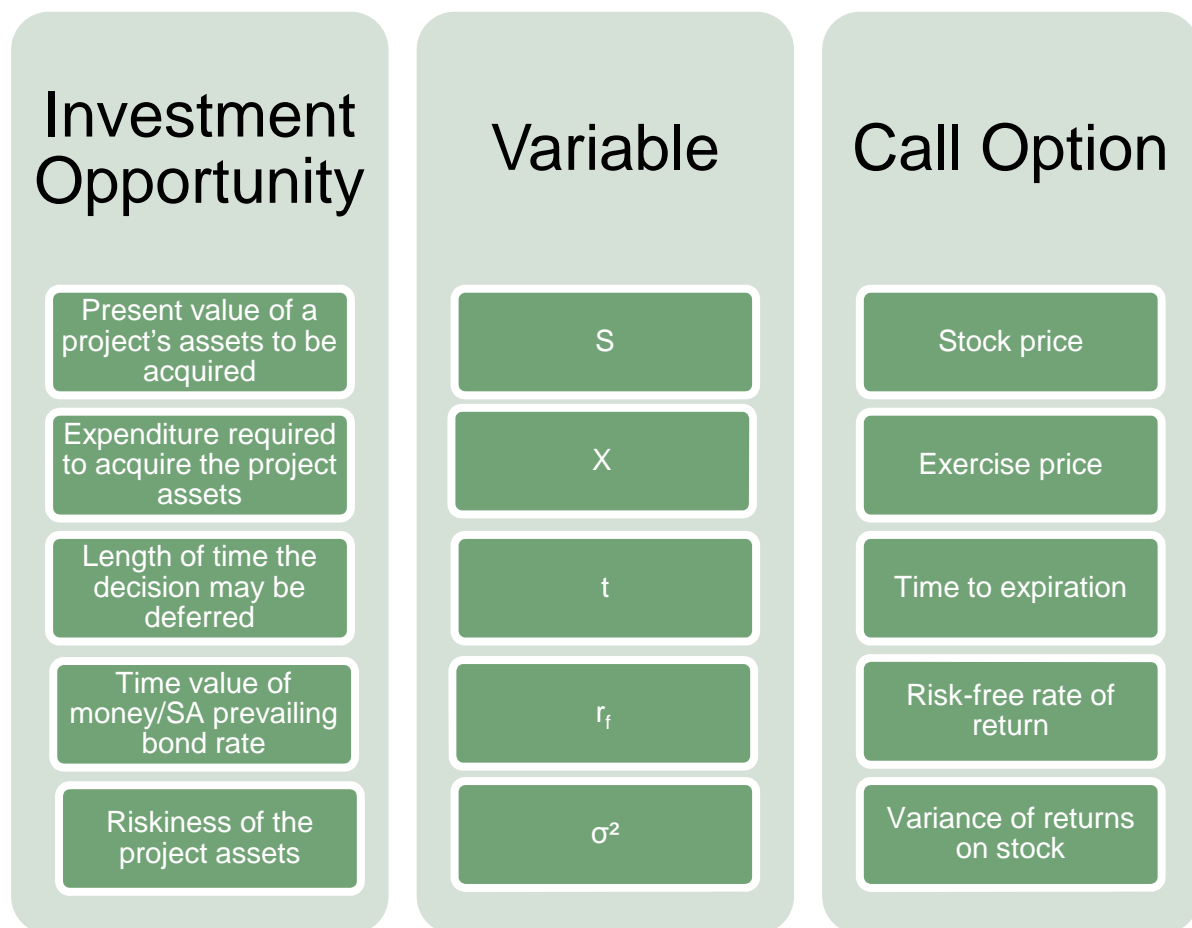 Investment
Opportunity
Present value of a
project’s assets to be
acquired
Expenditure required
to acquire the project
assets
Length of time the
decision may be
deferred
Time value of
money/SA prevailing
bond rate
Riskiness of the
project assets
Variable
S
X
t
rf
σ²
Call Option
Stock price
Exercise price
Time to expiration
Risk-free rate of
return
Variance of returns
on stock